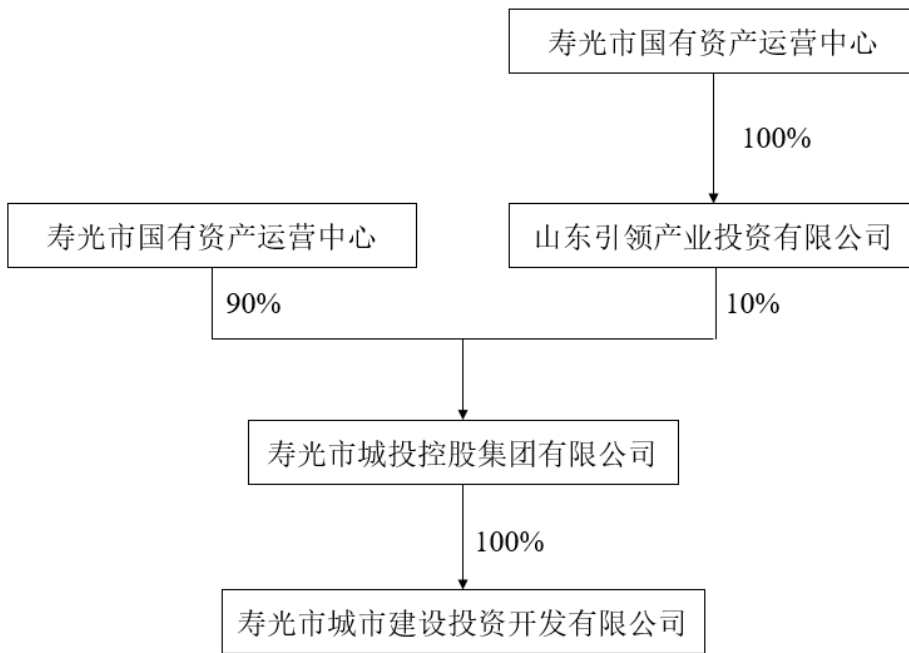 寿光市国有资产运营中心
100%
寿光市国有资产运营中心
山东引领产业投资有限公司
90%
10%
寿光市城投控股集团有限公司
100%
寿光市城市建设投资开发有限公司